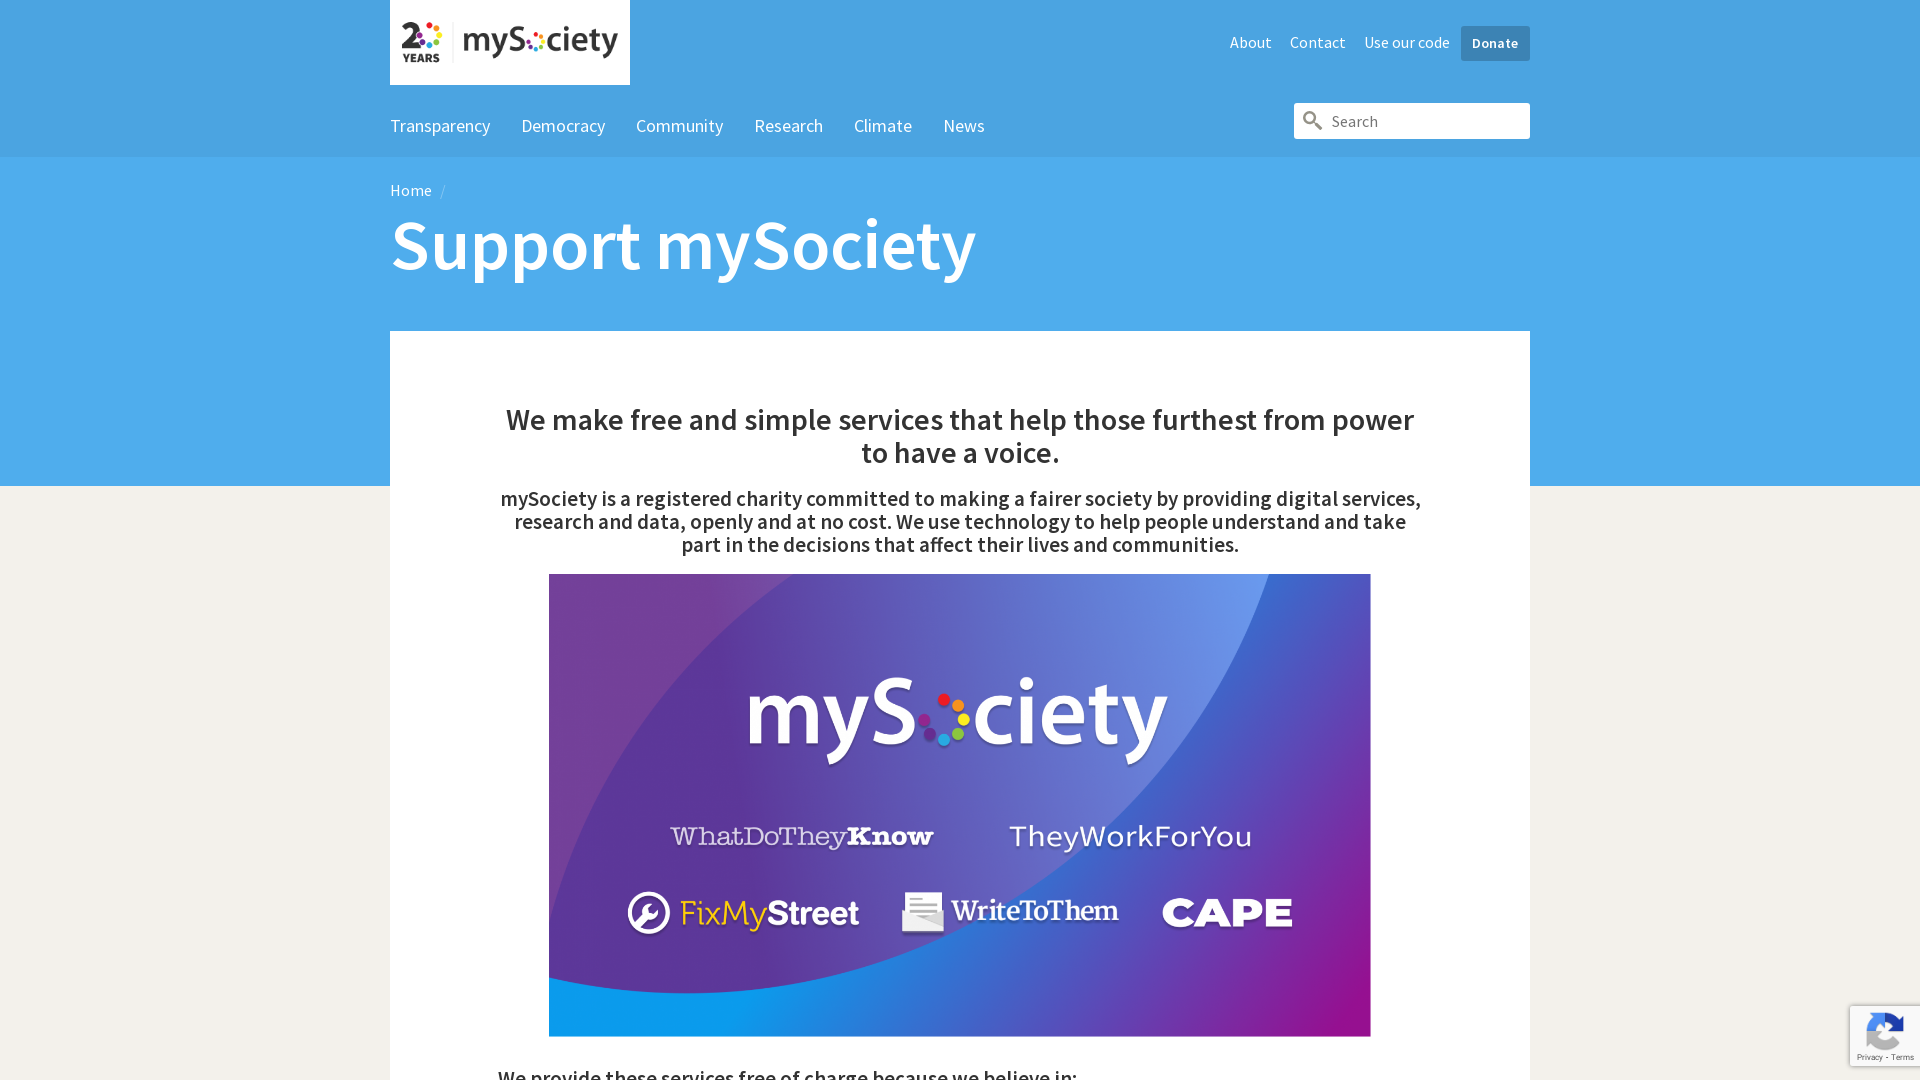 20 YEARS mySociety
About Contact Use our code Donate
Transparency Democracy Community Research Climate News
Search
Home /
Support mySociety
We make free and simple services that help those furthest from power
to have a voice.
mySociety is a registered charity committed to making a fairer society by providing digital services,
research and data, openly and at no cost. We use technology to help people understand and take
part in the decisions that affect their lives and communities.
mySociety
WhatDoTheyKnow TheyWorkForYou
FixMyStreet WriteToThem CAPE
Privacy - Terms
We provide these services free of charge because we believe in: